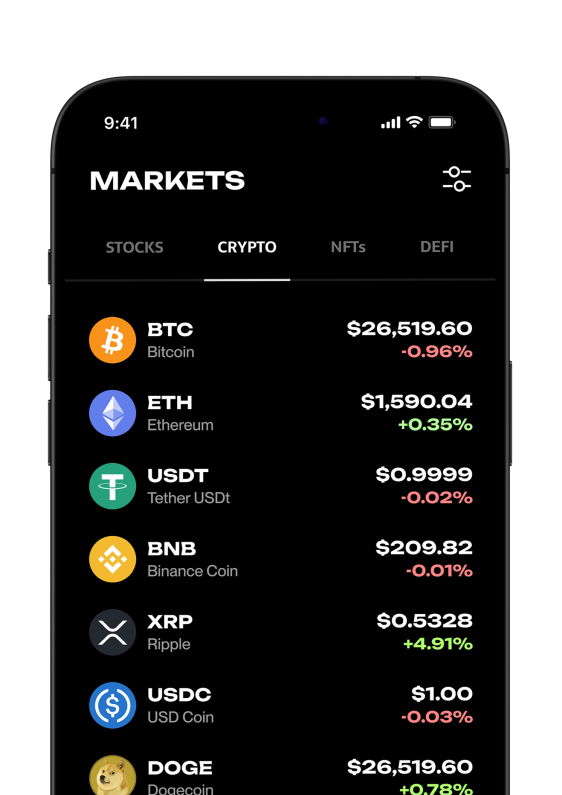 9:41
MARKETS
STOCKS CRYPTO NFTs DEFI
BTC $26,519.60
Bitcoin -0.96%
ETH $1,590.04
Ethereum +0.35%
USDT $0.9999
Tether USDt -0.02%
BNB $209.82
Binance Coin -0.01%
XRP $0.5328
Ripple +4.91%
USDC $1.00
USD Coin -0.03%
DOGE $26,519.60
Dogecoin +0.78%